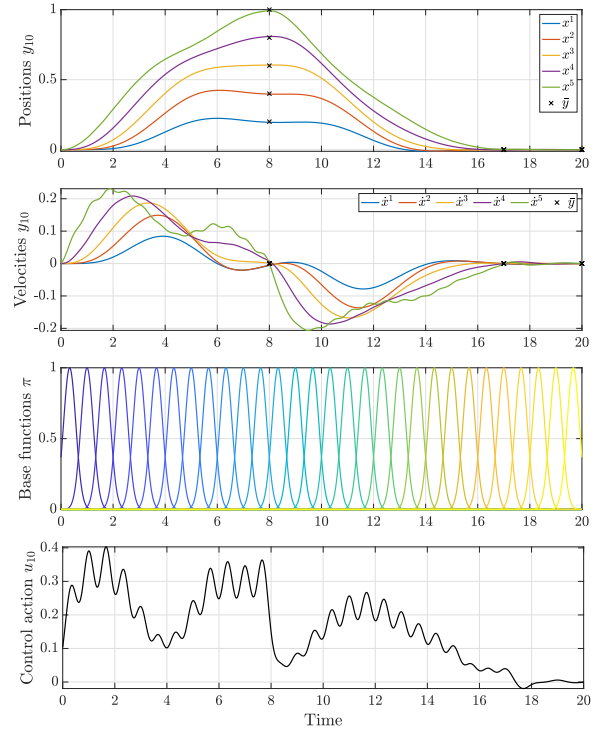 Positions y₁₀
1
0.5
0
0 2 4 6 8 10 12 14 16 18 20
x¹
x²
x³
x⁴
x⁵
ȳ
Velocities y₁₀
0.2
0.1
0
-0.1
-0.2
0 2 4 6 8 10 12 14 16 18 20
ẋ¹ ẋ² ẋ³ ẋ⁴ ẋ⁵ ȳ
Base functions π
1
0.5
0
0 2 4 6 8 10 12 14 16 18 20
Control action u₁₀
0.4
0.3
0.2
0.1
0
0 2 4 6 8 10 12 14 16 18 20
Time